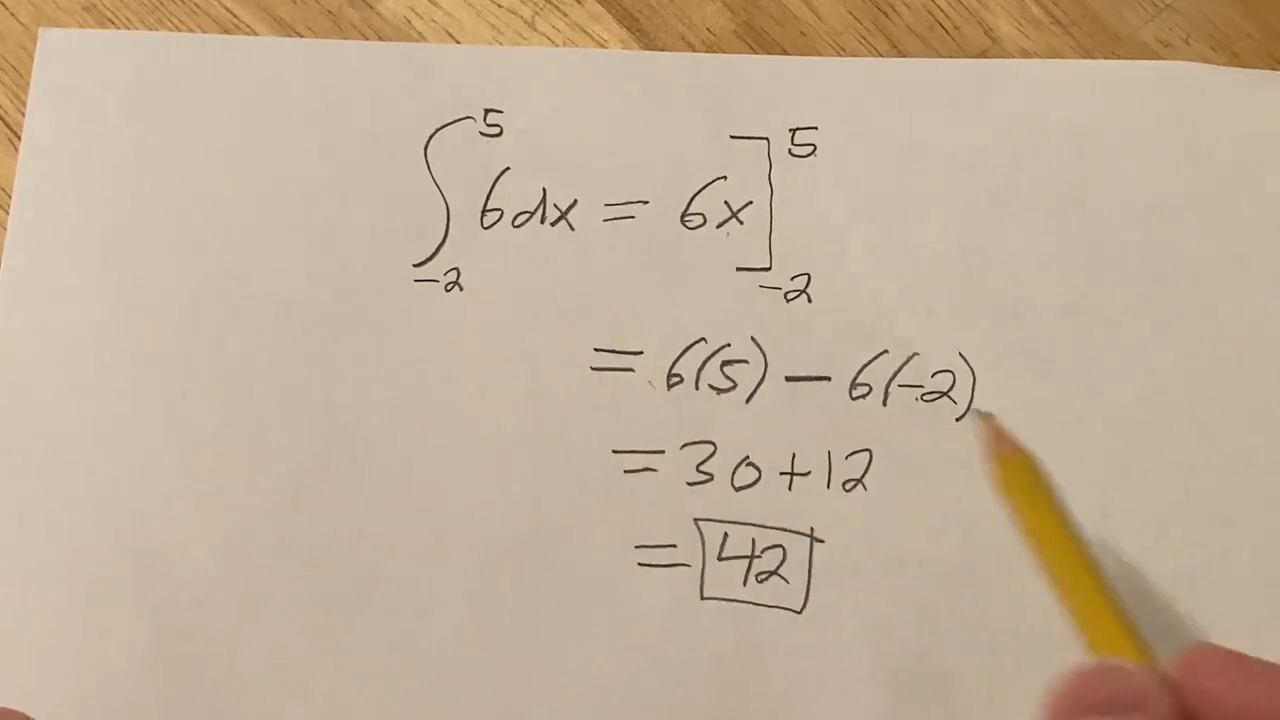 ∫_{-2}^{5} 6dx = 6x]_{-2}^{5}
= 6(5) − 6(-2)
= 30 + 12
= 42